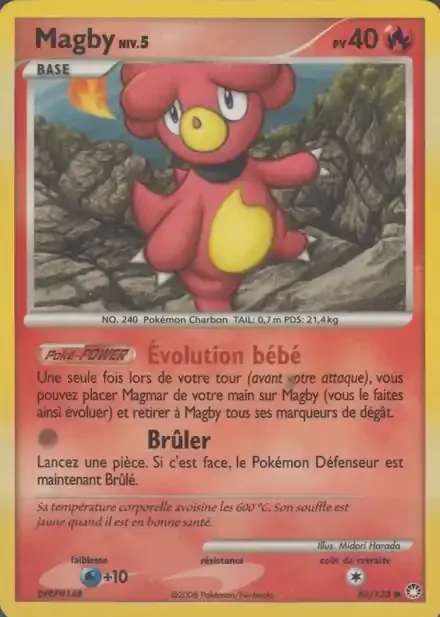 Magby NIV.5
PV 40
BASE
NO. 240 Pokémon Charbon TAIL: 0,7 m PDS: 21,4 kg
Poké-POWER Évolution bébé
Une seule fois lors de votre tour (avant votre attaque), vous
pouvez placer Magmar de votre main sur Magby (vous le faites
ainsi évoluer) et retirer à Magby tous ses marqueurs de dégât.
Brûler
Lancez une pièce. Si c'est face, le Pokémon Défenseur est
maintenant Brûlé.
Sa température corporelle avoisine les 600 °C. Son souffle est
jaune quand il est en bonne santé.
Illus. Midori Harada
faiblesse résistance coût de retraite
+10
©2008 Pokémon/Nintendo